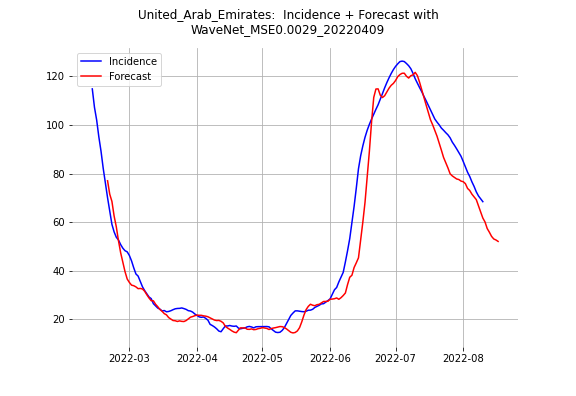 United_Arab_Emirates:  Incidence + Forecast with
WaveNet_MSE0.0029_20220409
Incidence
Forecast
120
100
80
60
40
20
2022-03 2022-04 2022-05 2022-06 2022-07 2022-08